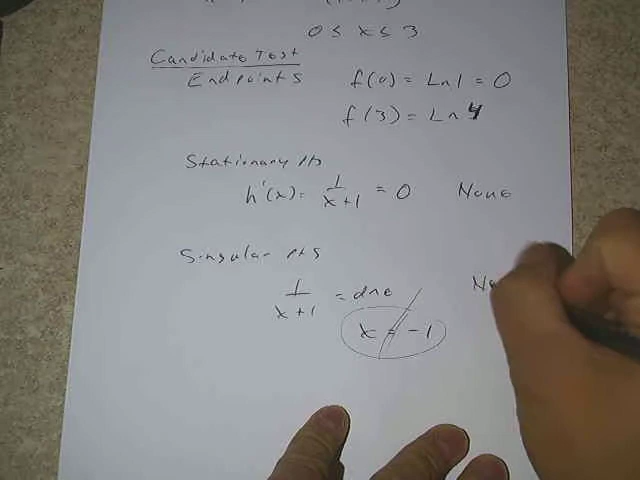 0 ≤ x ≤ 3
Candidate Test
Endpoints f(0) = Ln 1 = 0
f(3) = Ln 4
Stationary pts
h'(x) = 1/(x+1) = 0 None
Singular pts
1/(x+1) = dne
x = -1